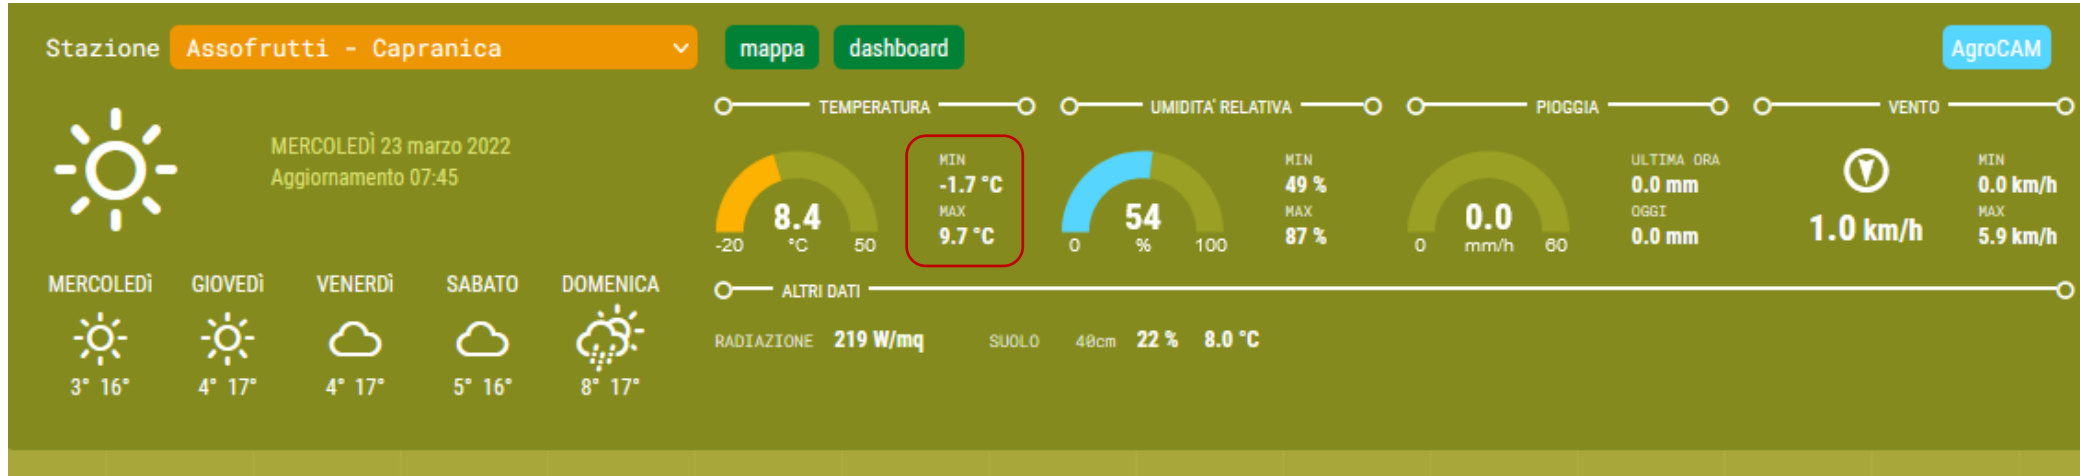 Stazione Assofrutti - Capranica mappa dashboard AgroCAM
MERCOLEDÌ 23 marzo 2022
Aggiornamento 07:45
MERCOLEDÌ GIOVEDÌ VENERDÌ SABATO DOMENICA
3° 16° 4° 17° 4° 17° 5° 16° 8° 17°
TEMPERATURA
8.4
-20 °C 50
MIN
-1.7 °C
MAX
9.7 °C
UMIDITA' RELATIVA
54
0 % 100
MIN
49 %
MAX
87 %
PIOGGIA
0.0
0 mm/h 60
ULTIMA ORA
0.0 mm
OGGI
0.0 mm
VENTO
1.0 km/h
MIN
0.0 km/h
MAX
5.9 km/h
ALTRI DATI
RADIAZIONE 219 W/mq SUOLO 40cm 22 % 8.0 °C